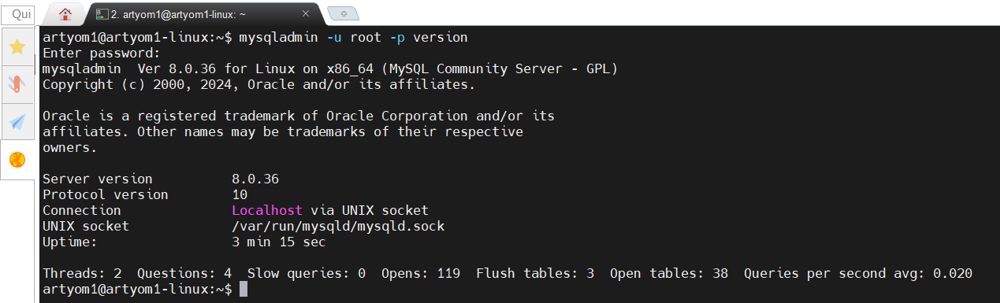 Qui
2. artyom1@artyom1-linux: ~
artyom1@artyom1-linux:~$ mysqladmin -u root -p version
Enter password:
mysqladmin  Ver 8.0.36 for Linux on x86_64 (MySQL Community Server - GPL)
Copyright (c) 2000, 2024, Oracle and/or its affiliates.
Oracle is a registered trademark of Oracle Corporation and/or its
affiliates. Other names may be trademarks of their respective
owners.
Server version          8.0.36
Protocol version        10
Connection              Localhost via UNIX socket
UNIX socket             /var/run/mysqld/mysqld.sock
Uptime:                 3 min 15 sec
Threads: 2  Questions: 4  Slow queries: 0  Opens: 119  Flush tables: 3  Open tables: 38  Queries per second avg: 0.020
artyom1@artyom1-linux:~$